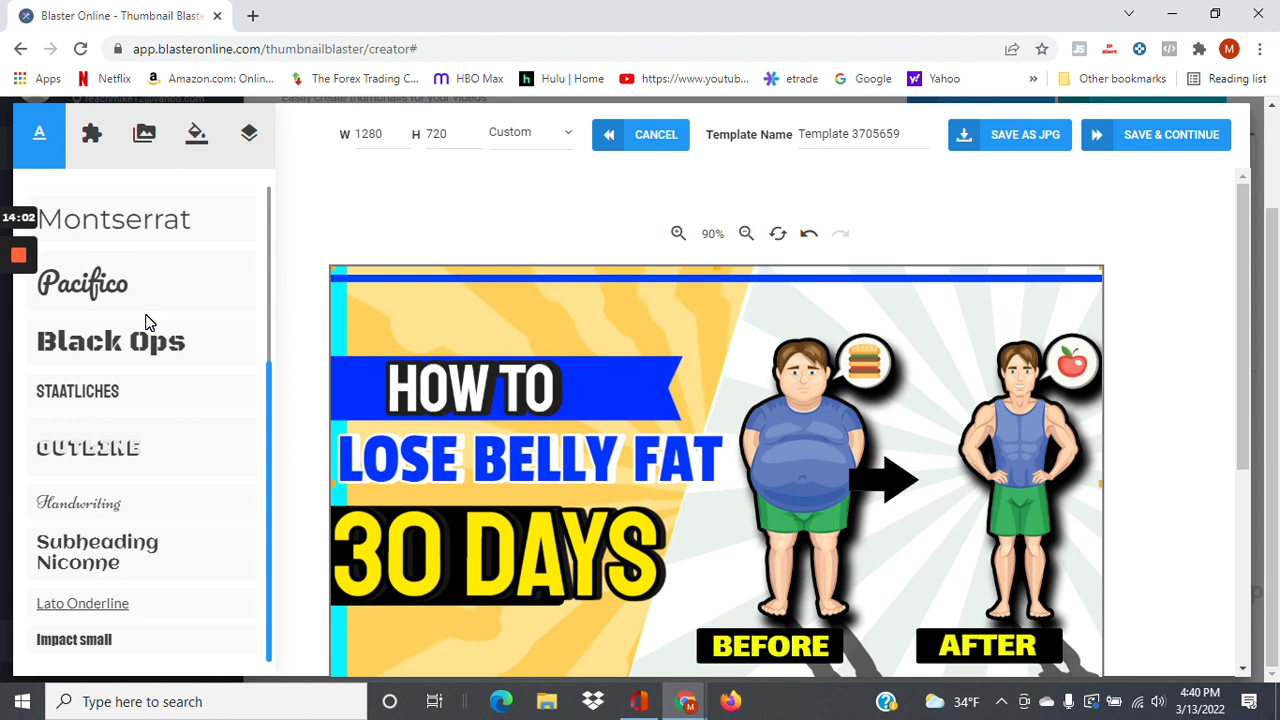 Blaster Online - Thumbnail Blaste
app.blasteronline.com/thumbnailblaster/creator#
Apps
Netflix
Amazon.com: Onlin...
The Forex Trading C...
HBO Max
Hulu | Home
https://www.youtub...
etrade
Google
Yahoo
Other bookmarks
Reading list
reachmike12@yahoo.com
Easily create thumbnails for your videos
A
W 1280
H 720
Custom
CANCEL
Template Name
Template 3705659
SAVE AS JPG
SAVE & CONTINUE
14:02
Montserrat
Pacifico
Black Ops
STAATLICHES
OUTLINE
Handwriting
Subheading
Niconne
Lato Onderline
Impact small
90%
HOW TO
LOSE BELLY FAT
30 DAYS
BEFORE
AFTER
Type here to search
34°F
4:40 PM
3/13/2022